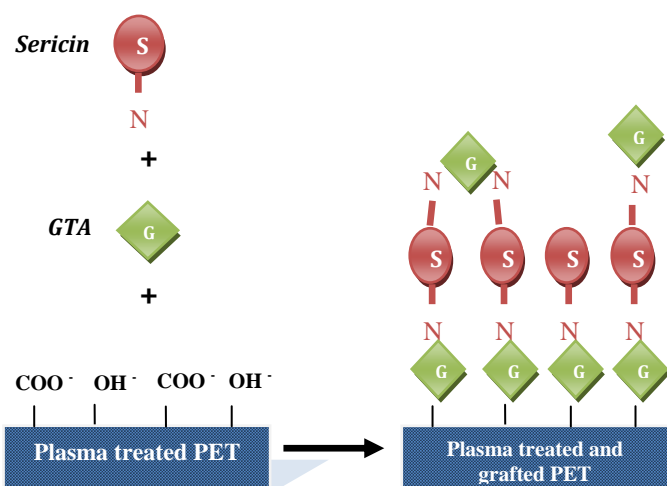 Sericin
S
N
+
GTA
G
+
COO - OH - COO - OH -
Plasma treated PET
G
G
N N N
S S S S
N N N N
G G G G
Plasma treated and
grafted PET